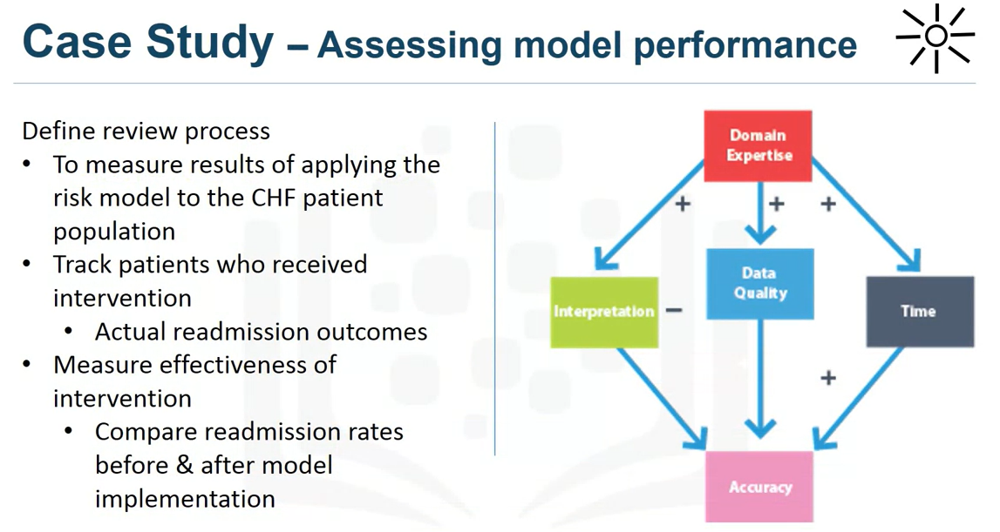 Case Study – Assessing model performance
Define review process
• To measure results of applying the
risk model to the CHF patient
population
• Track patients who received
intervention
• Actual readmission outcomes
• Measure effectiveness of
intervention
• Compare readmission rates
before & after model
implementation
Domain
Expertise
+
+
+
Interpretation
–
Data
Quality
Time
+
Accuracy